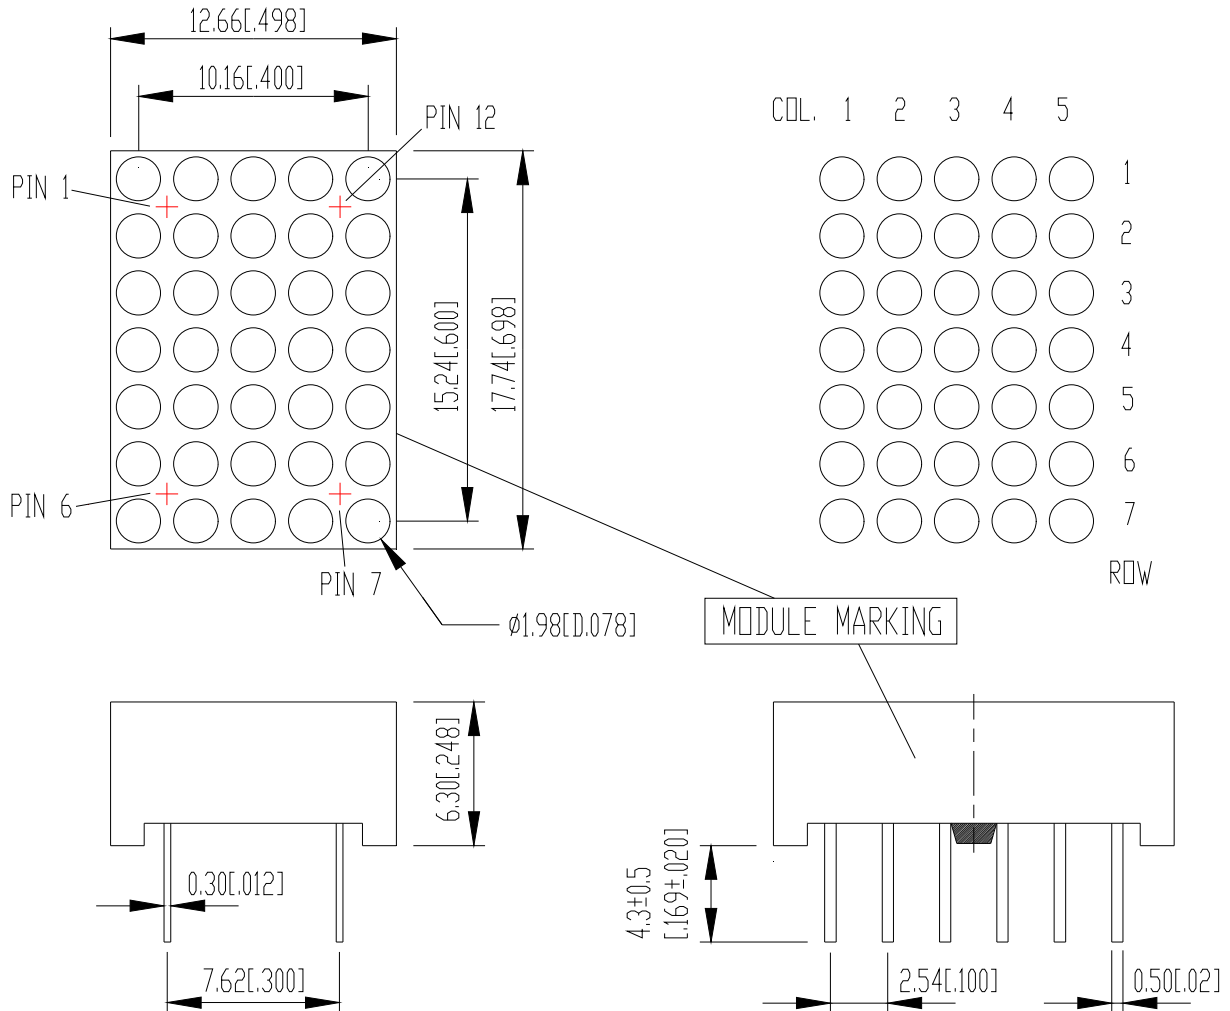 12.66[.498]
10.16[.400]
PIN 12
PIN 1
COL. 1 2 3 4 5
1
2
3
4
5
6
7
ROW
15.24[.600]
17.74[.698]
PIN 6
PIN 7
ø1.98[D.078]
MODULE MARKING
6.30[.248]
0.30[.012]
7.62[.300]
4.3±0.5
[.169±.020]
2.54[.100]
0.50[.02]